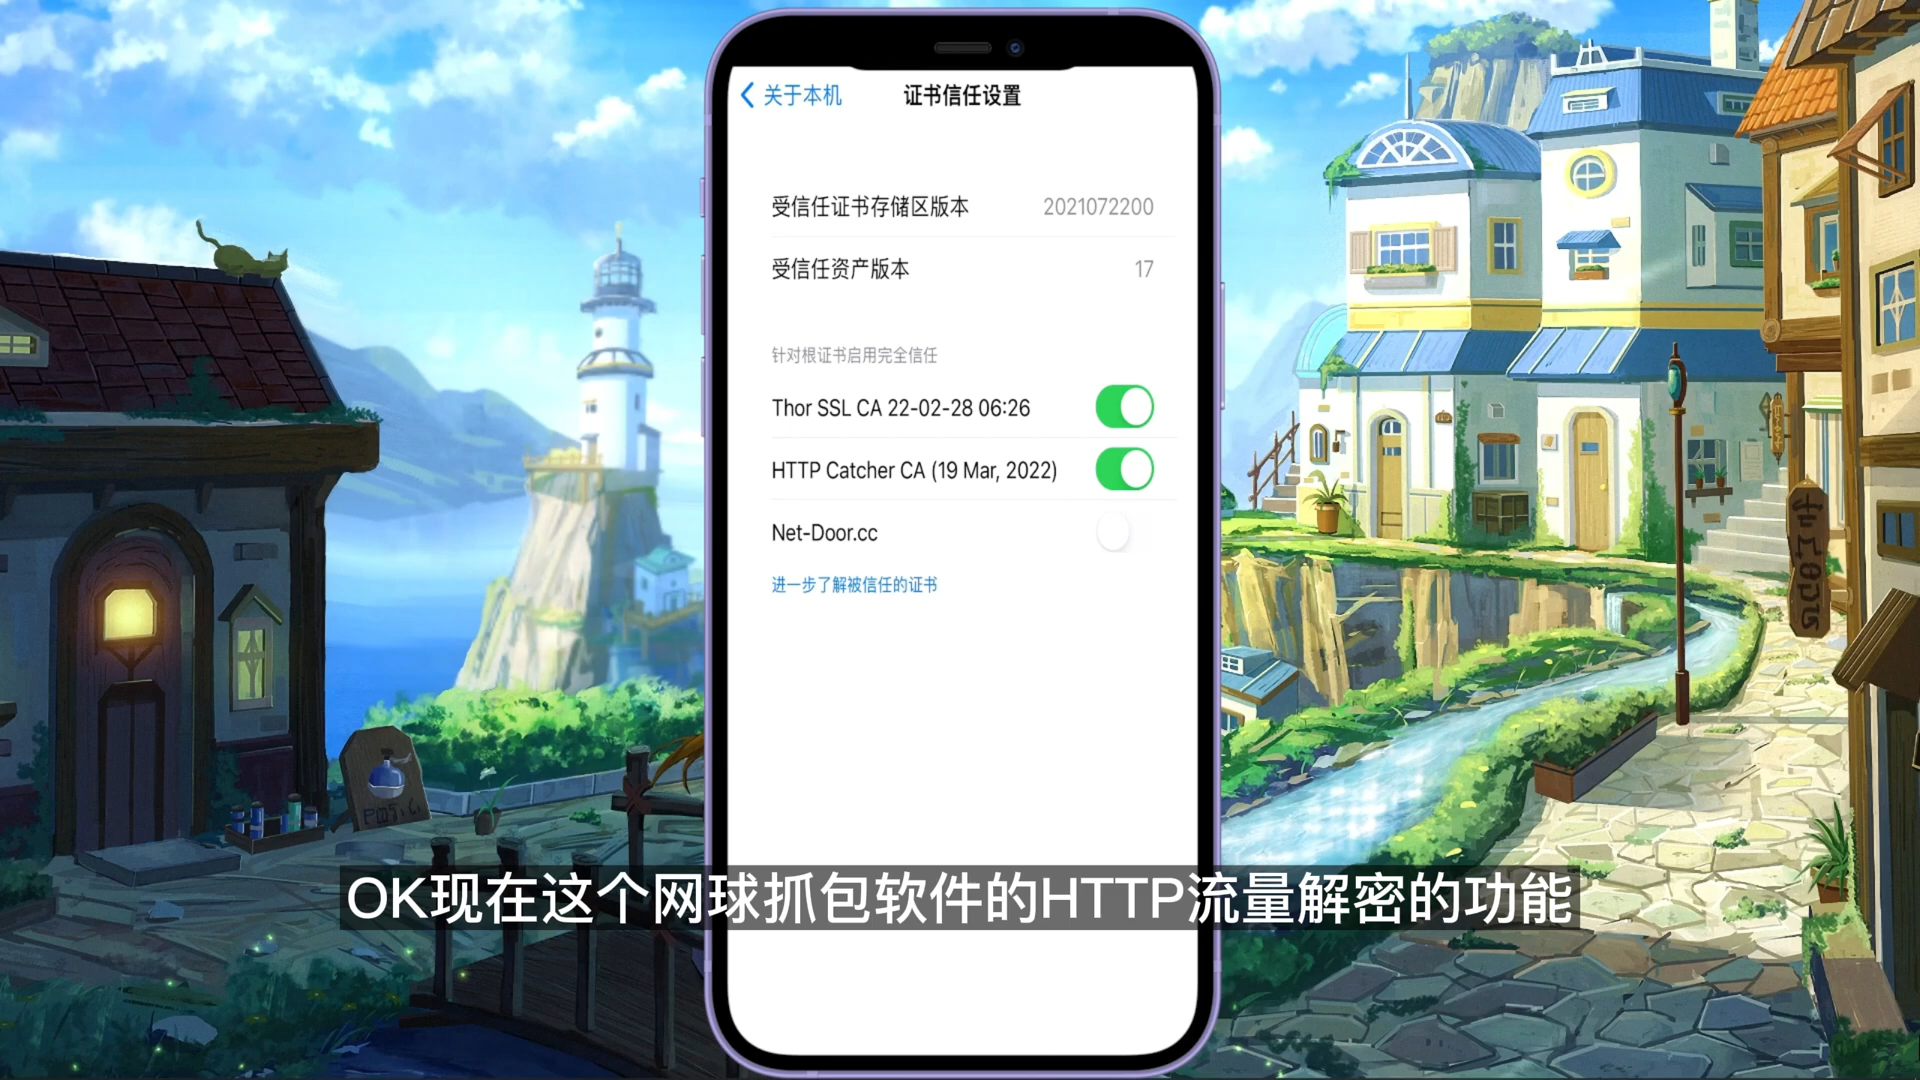 关于本机
证书信任设置
受信任证书存储区版本
2021072200
受信任资产版本
17
针对根证书启用完全信任
Thor SSL CA 22-02-28 06:26
HTTP Catcher CA (19 Mar, 2022)
Net-Door.cc
进一步了解被信任的证书
OK现在这个网球抓包软件的HTTP流量解密的功能